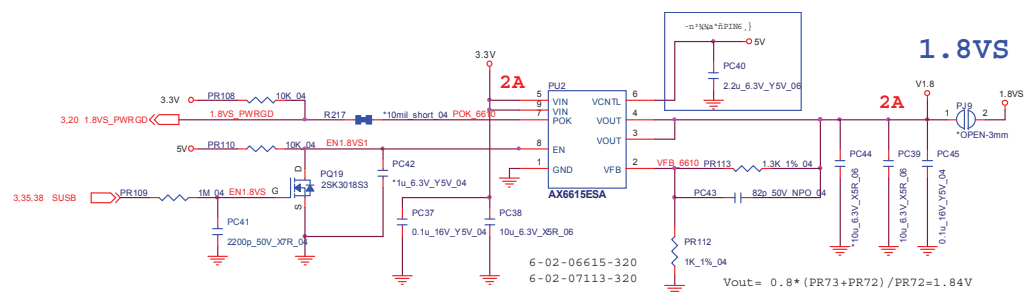 1.8VS
5V
PC40
2.2u_6.3V_Y5V_06
3.3V
2A
PU2
5 VIN VCNTL 6
9 VIN VOUT 4
7 POK VOUT 3
8 EN
1 GND VFB 2
AX6615ESA
3.3V PR108 10K_04
3,20 1.8VS_PWRGD 1.8VS_PWRGD R217 *10mil_short_04 POK_6610
5V PR110 10K_04 EN1.8VS1
PQ19
2SK3018S3
D
G
S
3,35,38 SUSB PR109 1M_04 EN1.8VS
PC41
2200p_50V_X7R_04
PC42
*1u_6.3V_Y5V_04
PC37
0.1u_16V_Y5V_04
PC38
10u_6.3V_X5R_06
VFB_6610 PR113 1.3K_1%_04
PC43 82p_50V_NPO_04
PR112
1K_1%_04
2A
V1.8
PJ9
1 2
*OPEN-3mm
1.8VS
PC44
*10u_6.3V_X5R_06
PC39
10u_6.3V_X5R_06
PC45
0.1u_16V_Y5V_04
6-02-06615-320
6-02-07113-320
Vout= 0.8*(PR73+PR72)/PR72=1.84V